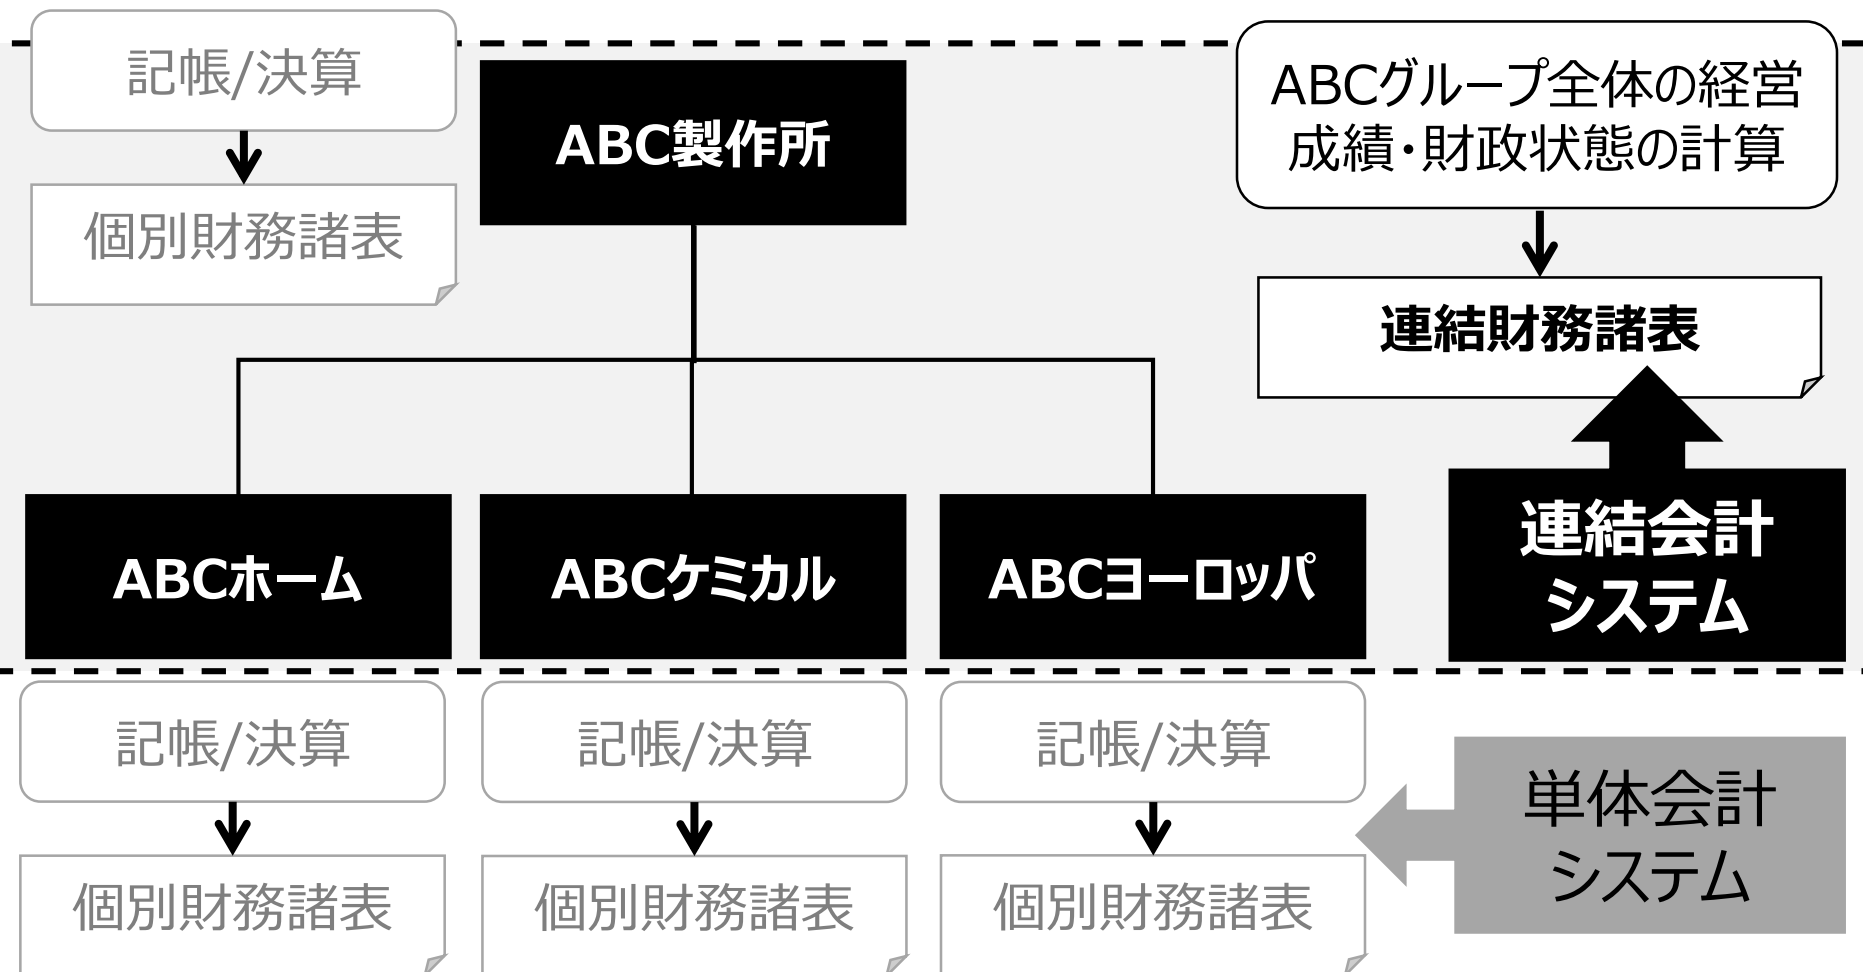 記帳/決算
個別財務諸表
ABC製作所
ABCグループ全体の経営
成績・財政状態の計算
連結財務諸表
ABCホーム
ABCケミカル
ABCヨーロッパ
連結会計
システム
記帳/決算
記帳/決算
記帳/決算
個別財務諸表
個別財務諸表
個別財務諸表
単体会計
システム